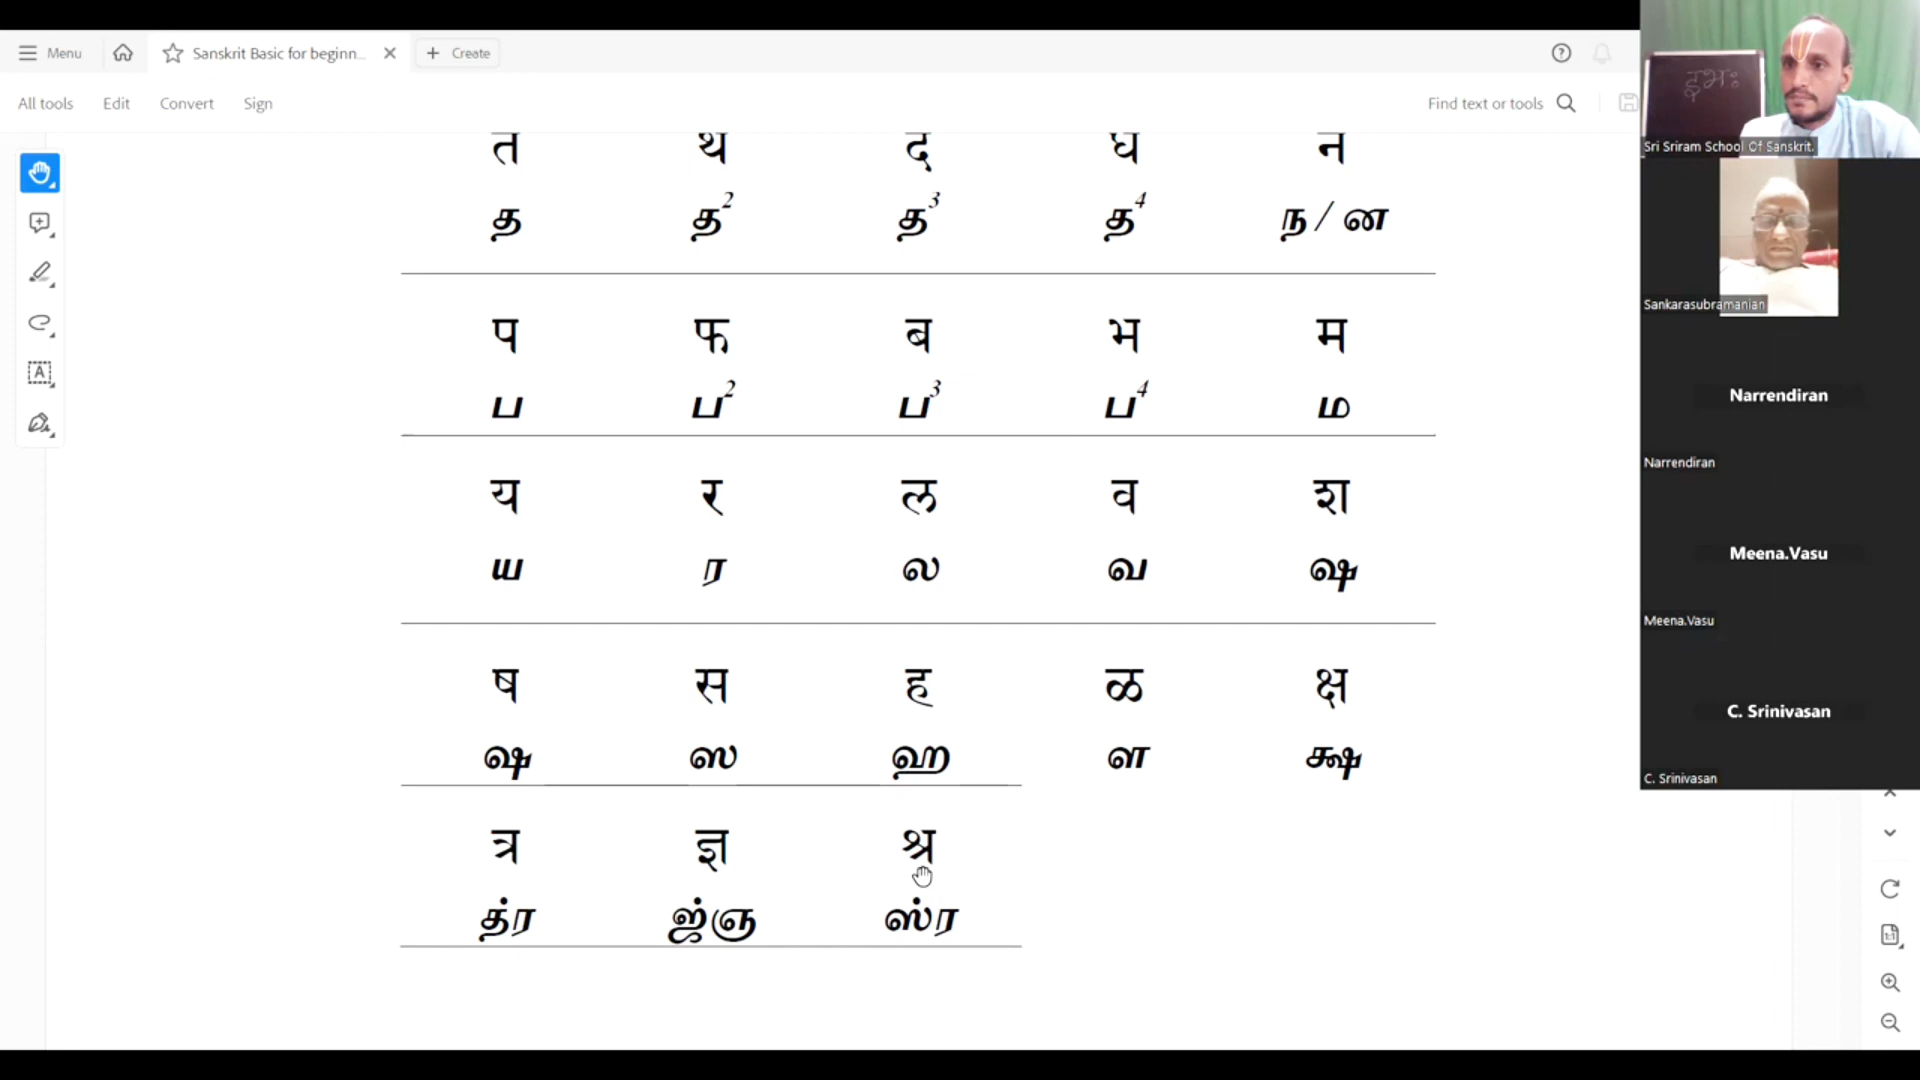 Menu
Sanskrit Basic for beginn...
Create
All tools
Edit
Convert
Sign
Find text or tools
त थ द ध न
த த² த³ த⁴ ந / ன
प फ ब भ म
ப ப² ப³ ப⁴ ம
य र ल व श
ய ர ல வ ஷ
ष स ह ळ क्ष
ஷ ஸ ஹ ள க்ஷ
त्र ज्ञ श्र
த்ர ஜ்ஞ ஸ்ர
Sri Sriram School Of Sanskrit.
Sankarasubramanian
Narrendiran
Narrendiran
Meena.Vasu
Meena.Vasu
C. Srinivasan
C. Srinivasan